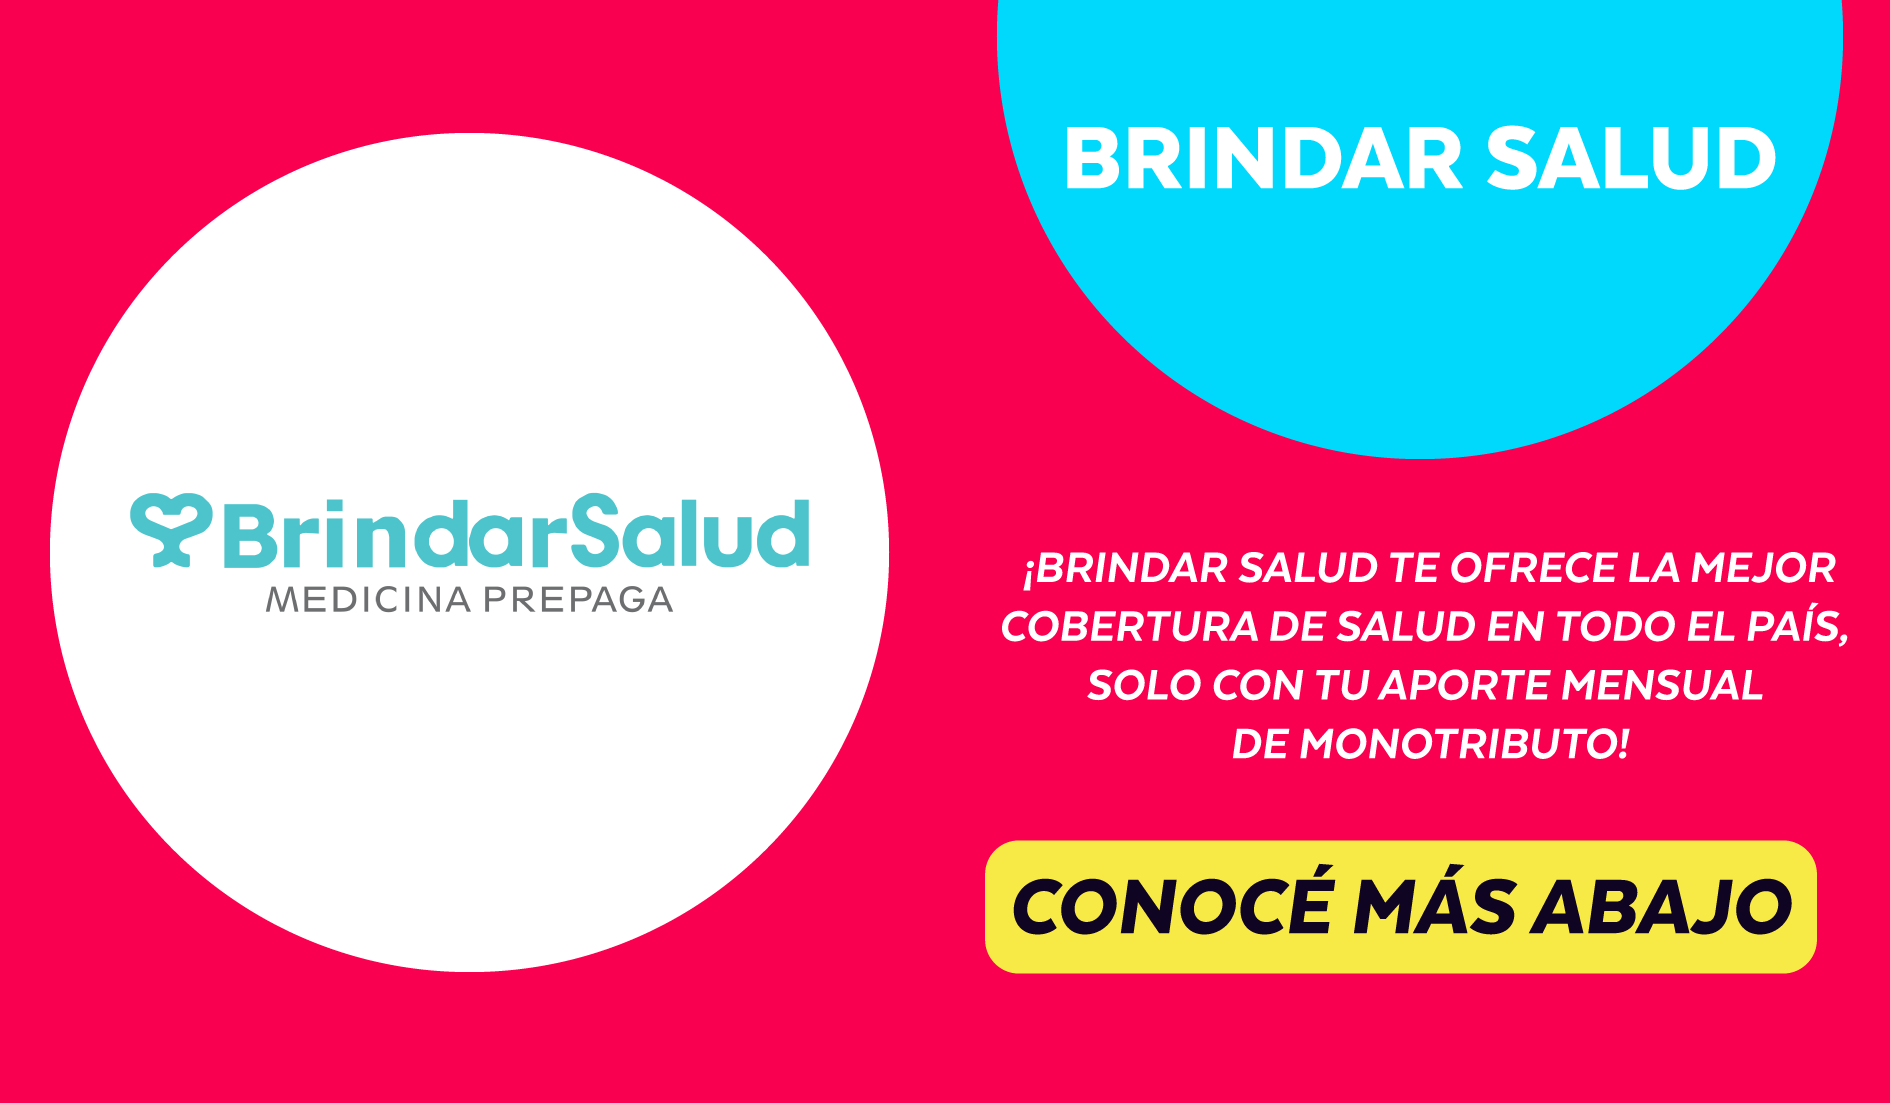 BrindarSalud
MEDICINA PREPAGA
BRINDAR SALUD
¡BRINDAR SALUD TE OFRECE LA MEJOR
COBERTURA DE SALUD EN TODO EL PAÍS,
SOLO CON TU APORTE MENSUAL
DE MONOTRIBUTO!
CONOCÉ MÁS ABAJO